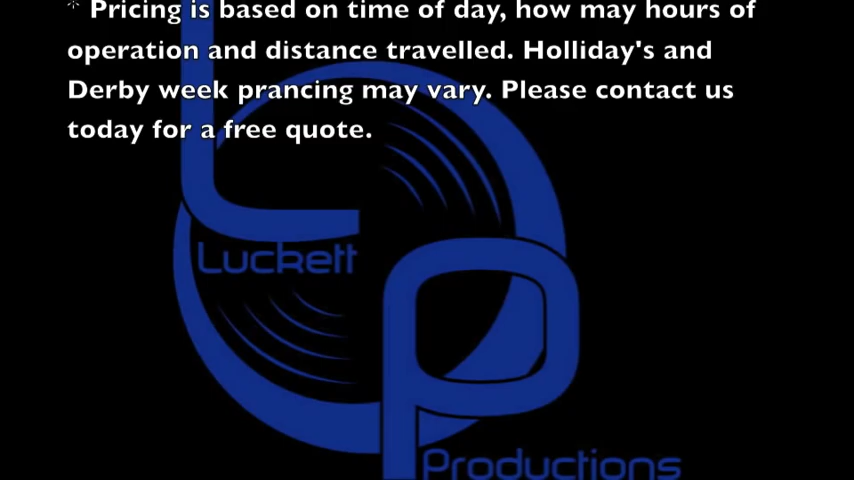 * Pricing is based on time of day, how may hours of
operation and distance travelled. Holliday's and
Derby week prancing may vary. Please contact us
today for a free quote.
Luckett
Productions